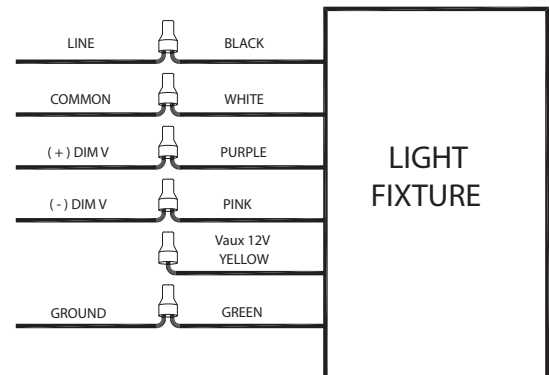 LINE BLACK
COMMON WHITE
( + ) DIM V PURPLE
( - ) DIM V PINK
Vaux 12V
YELLOW
GROUND GREEN
LIGHT
FIXTURE